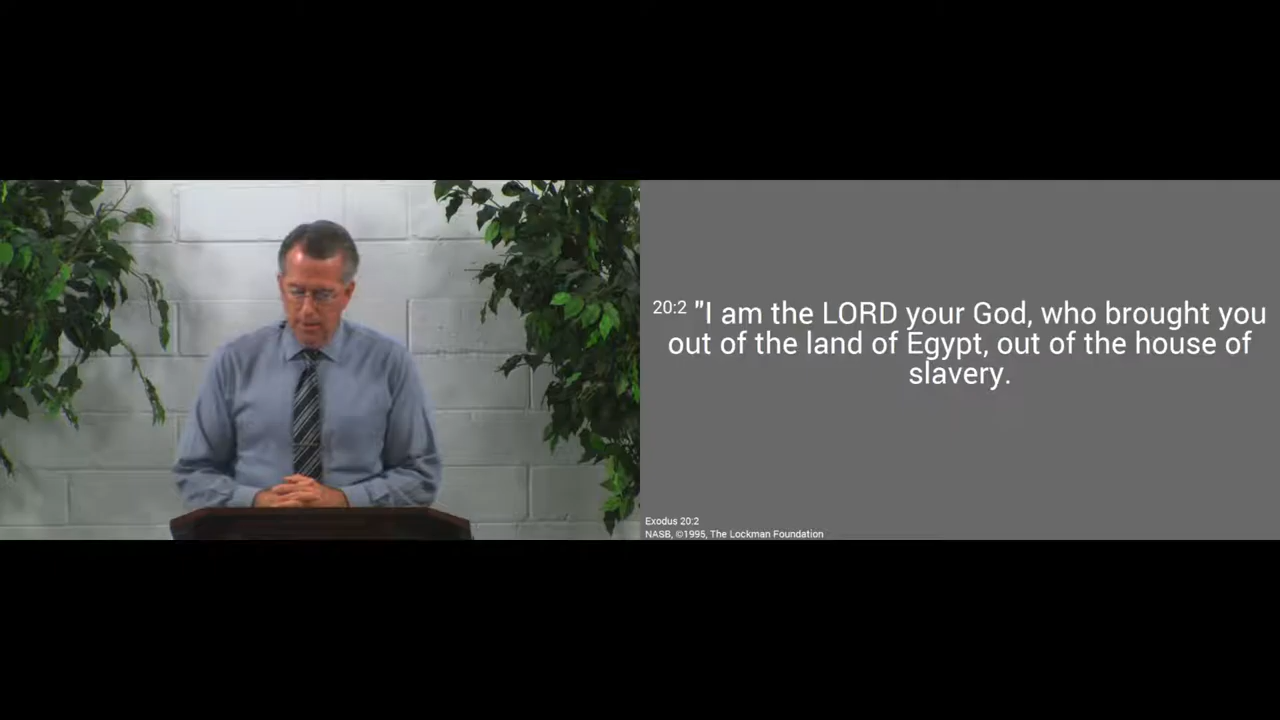 20:2 "I am the LORD your God, who brought you
out of the land of Egypt, out of the house of
slavery.
Exodus 20:2
NASB, ©1995, The Lockman Foundation